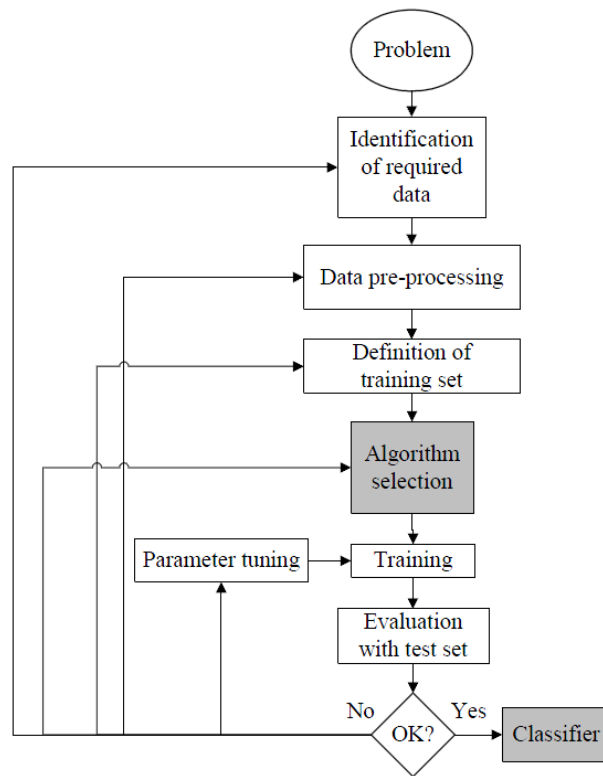 Problem
Identification
of required
data
Data pre-processing
Definition of
training set
Algorithm
selection
Parameter tuning
Training
Evaluation
with test set
No
OK?
Yes
Classifier